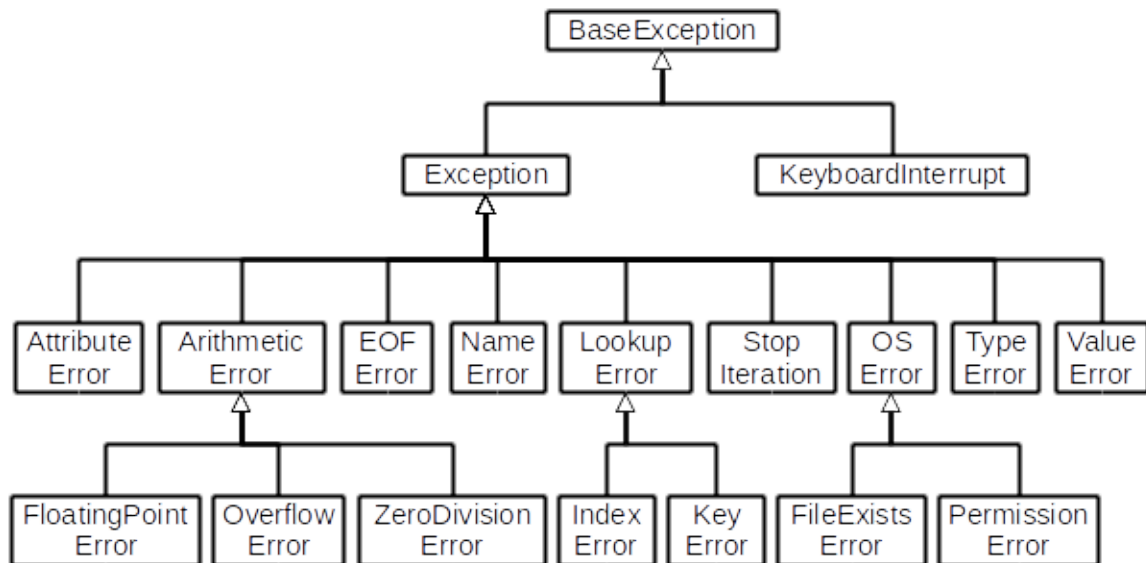 BaseException
Exception
KeyboardInterrupt
Attribute
Error
Arithmetic
Error
EOF
Error
Name
Error
Lookup
Error
Stop
Iteration
OS
Error
Type
Error
Value
Error
FloatingPoint
Error
Overflow
Error
ZeroDivision
Error
Index
Error
Key
Error
FileExists
Error
Permission
Error